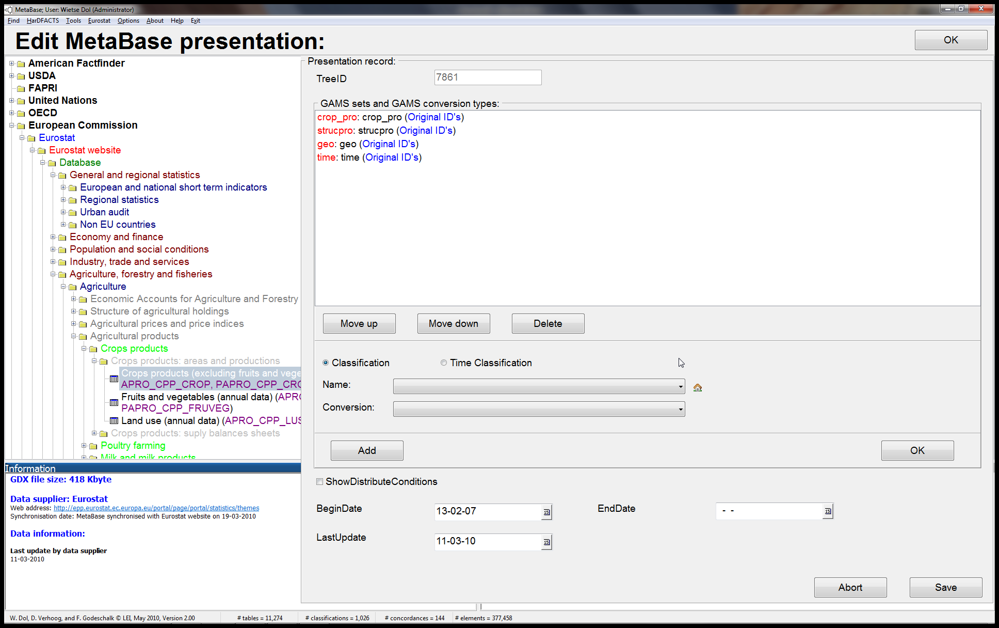 MetaBase; User: Wietse Dol (Administrator)
Find HarDFACTS Tools Eurostat Options About Help Exit
Edit MetaBase presentation:
OK
American Factfinder
USDA
FAPRI
United Nations
OECD
European Commission
Eurostat
Eurostat website
Database
General and regional statistics
European and national short term indicators
Regional statistics
Urban audit
Non EU countries
Economy and finance
Population and social conditions
Industry, trade and services
Agriculture, forestry and fisheries
Agriculture
Economic Accounts for Agriculture and Forestry
Structure of agricultural holdings
Agricultural prices and price indices
Agricultural products
Crops products
Crops products: areas and productions
Crops products (excluding fruits and vege
APRO_CPP_CROP, PAPRO_CPP_CRO
Fruits and vegetables (annual data) (APRO
PAPRO_CPP_FRUVEG)
Land use (annual data) (APRO_CPP_LUS
Crops products: suply balances sheets
Poultry farming
Milk and milk products
Information
GDX file size: 418 Kbyte
Data supplier: Eurostat
Web address: http://epp.eurostat.ec.europa.eu/portal/page/portal/statistics/themes
Synchronisation date: MetaBase synchronised with Eurostat website on 19-03-2010
Data information:
Last update by data supplier
11-03-2010
Presentation record:
TreeID 7861
GAMS sets and GAMS conversion types:
crop_pro: crop_pro (Original ID's)
strucpro: strucpro (Original ID's)
geo: geo (Original ID's)
time: time (Original ID's)
Move up Move down Delete
Classification Time Classification
Name:
Conversion:
Add OK
ShowDistributeConditions
BeginDate 13-02-07 15 EndDate - - 15
LastUpdate 11-03-10 15
Abort Save
W. Dol, D. Verhoog, and F. Godeschalk © LEI, May 2010, Version 2.00 # tables = 11,274 # classifications = 1,026 # concordances = 144 # elements = 377,458